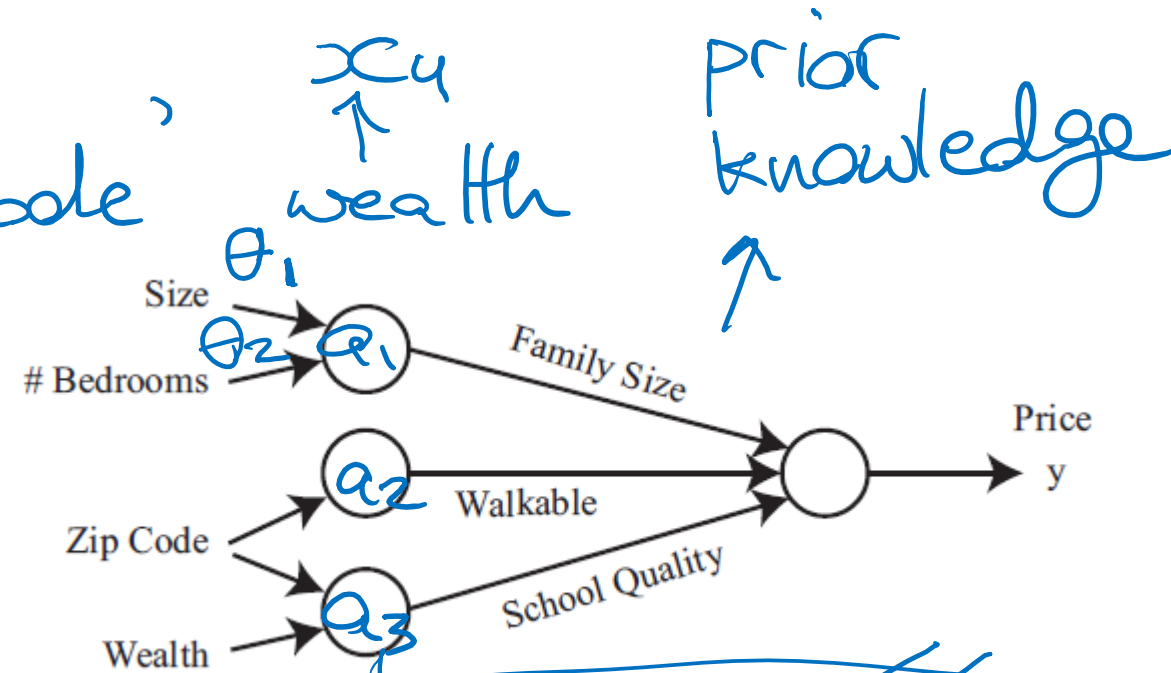 x4
prior
knowledge
wealth
θ1
Size
θ2
a1
# Bedrooms
Family Size
Price
y
a2
Walkable
Zip Code
School Quality
a3
Wealth